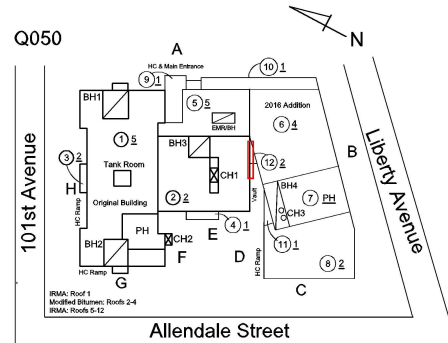 Q050
N
A
HC & Main Entrance
9 1
10 1
BH1
5 5
EMR/BH
2016 Addition
6 4
101st Avenue
Liberty Avenue
1 5
BH3
B
3 2
Tank Room
12 2
H
CH1
Vault
BH4
7 PH
HC Ramp
Original Building
2 2
CH3
PH
4 1
11 1
BH2
CH2
E
HC Ramp
F
D
HC Ramp
8 2
G
C
IRMA: Roof 1
Modified Bitumen: Roofs 2-4
IRMA: Roofs 5-12
Allendale Street